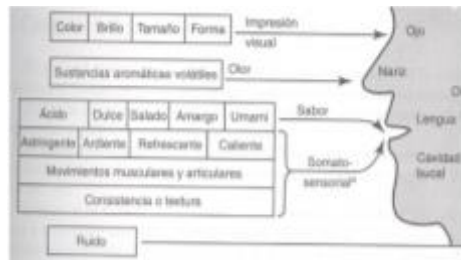 Color Brillo Tamaño Forma Impresión visual Ojo
Sustancias aromáticas volátiles Olor Nariz
O
Ácido Dulce Salado Amargo Umami Sabor Lengua
Astringente Ardiente Refrescante Caliente Somato-
sensorial Cavidad bucal
Movimientos musculares y articulares
Consistencia o textura
Ruido